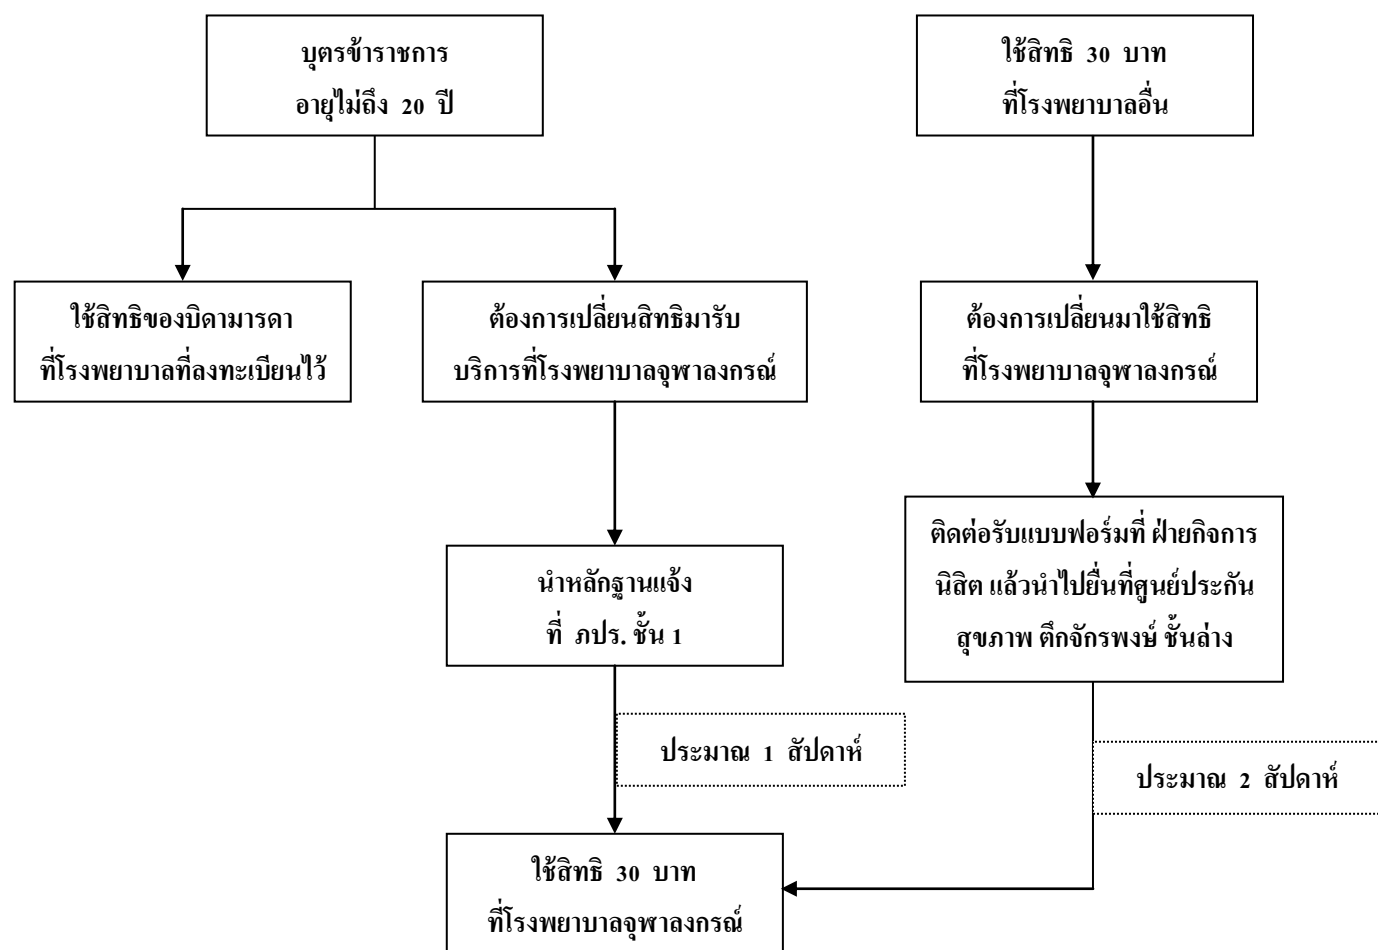 บุตรข้าราชการ
อายุไม่ถึง 20 ปี
ใช้สิทธิ 30 บาท
ที่โรงพยาบาลอื่น
ใช้สิทธิของบิดามารดา
ที่โรงพยาบาลที่ลงทะเบียนไว้
ต้องการเปลี่ยนสิทธิมารับ
บริการที่โรงพยาบาลจุฬาลงกรณ์
ต้องการเปลี่ยนมาใช้สิทธิ
ที่โรงพยาบาลจุฬาลงกรณ์
นำหลักฐานแจ้ง
ที่ ภปร. ชั้น 1
ติดต่อรับแบบฟอร์มที่ ฝ่ายกิจการ
นิสิต แล้วนำไปยื่นที่ศูนย์ประกัน
สุขภาพ ตึกจักรพงษ์ ชั้นล่าง
ประมาณ 1 สัปดาห์
ประมาณ 2 สัปดาห์
ใช้สิทธิ 30 บาท
ที่โรงพยาบาลจุฬาลงกรณ์